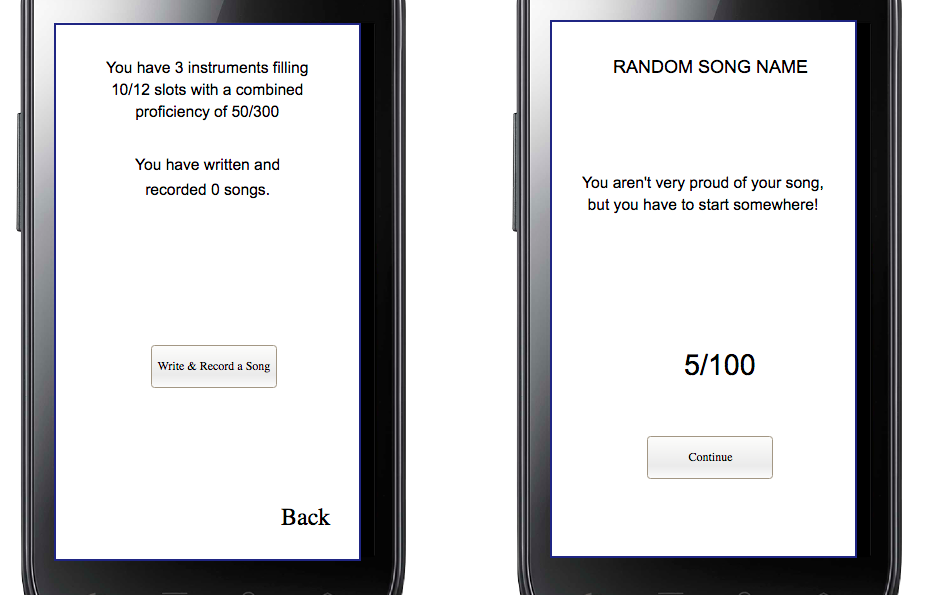 You have 3 instruments filling
10/12 slots with a combined
proficiency of 50/300
You have written and
recorded 0 songs.
Write & Record a Song
Back
RANDOM SONG NAME
You aren't very proud of your song,
but you have to start somewhere!
5/100
Continue